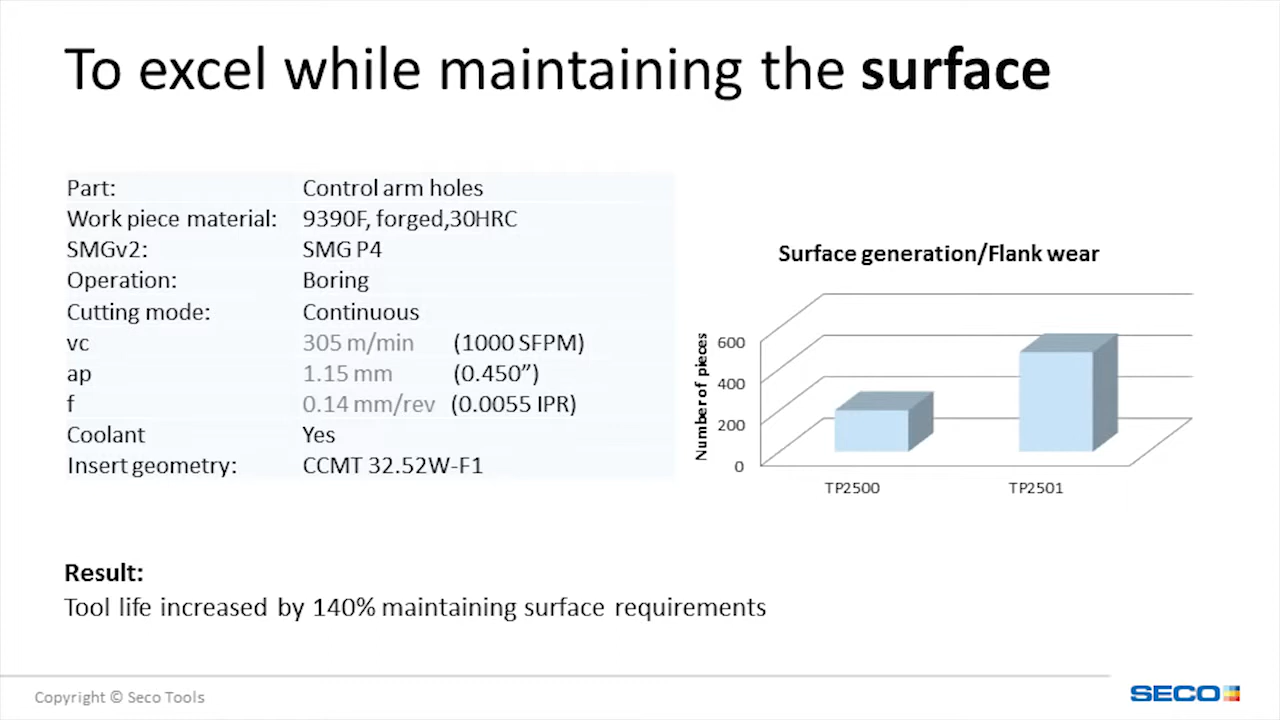 To excel while maintaining the surface
Part: Control arm holes
Work piece material: 9390F, forged,30HRC
SMGv2: SMG P4
Operation: Boring
Cutting mode: Continuous
vc 305 m/min (1000 SFPM)
ap 1.15 mm (0.450”)
f 0.14 mm/rev (0.0055 IPR)
Coolant Yes
Insert geometry: CCMT 32.52W-F1
Surface generation/Flank wear
Number of pieces
600
400
200
0
TP2500 TP2501
Result:
Tool life increased by 140% maintaining surface requirements
Copyright © Seco Tools
SECO